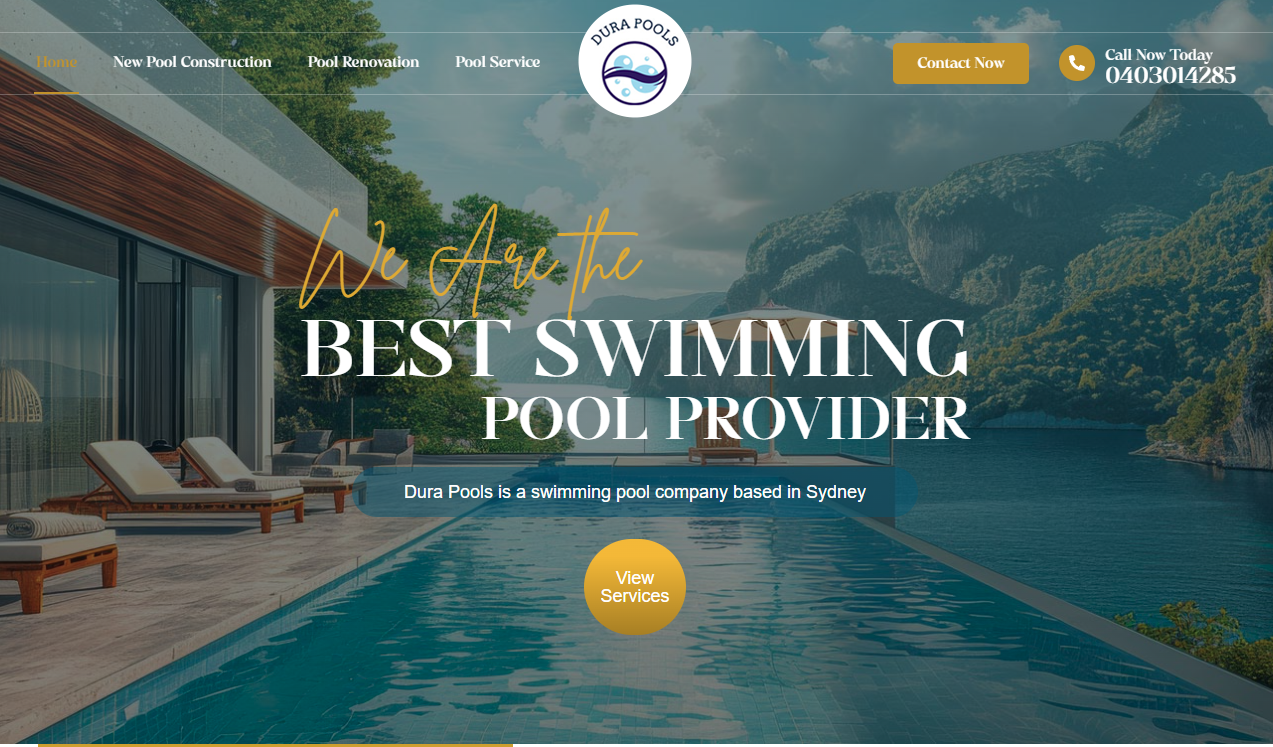 Home
New Pool Construction
Pool Renovation
Pool Service
DURA POOLS
Contact Now
Call Now Today
0403014285
We Are the
BEST SWIMMING
POOL PROVIDER
Dura Pools is a swimming pool company based in Sydney
View
Services